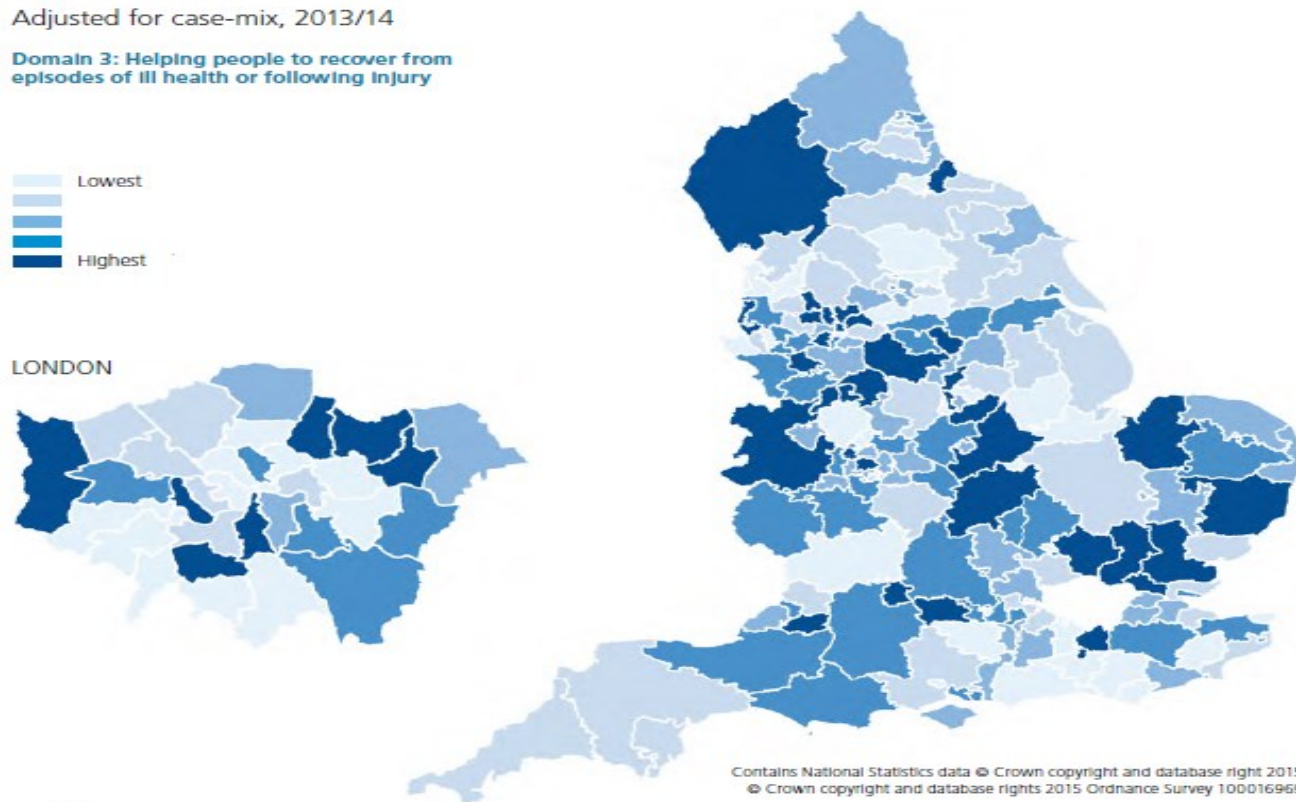 Adjusted for case-mix, 2013/14
Domain 3: Helping people to recover from
episodes of ill health or following injury
Lowest
Highest
LONDON
Contains National Statistics data © Crown copyright and database right 2015
© Crown copyright and database rights 2015 Ordnance Survey 100016969